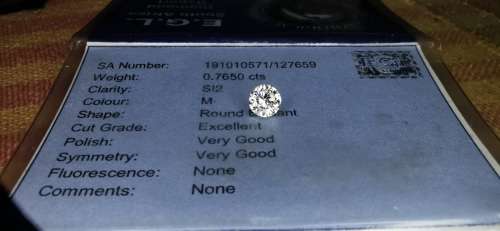 E.G.L.
SA Number: 191010571/127659
Weight: 0.7650 cts
Clarity: SI2
Colour: M
Shape: Round
Cut Grade: Excellent
Polish: Very Good
Symmetry: Very Good
Fluorescence: None
Comments: None